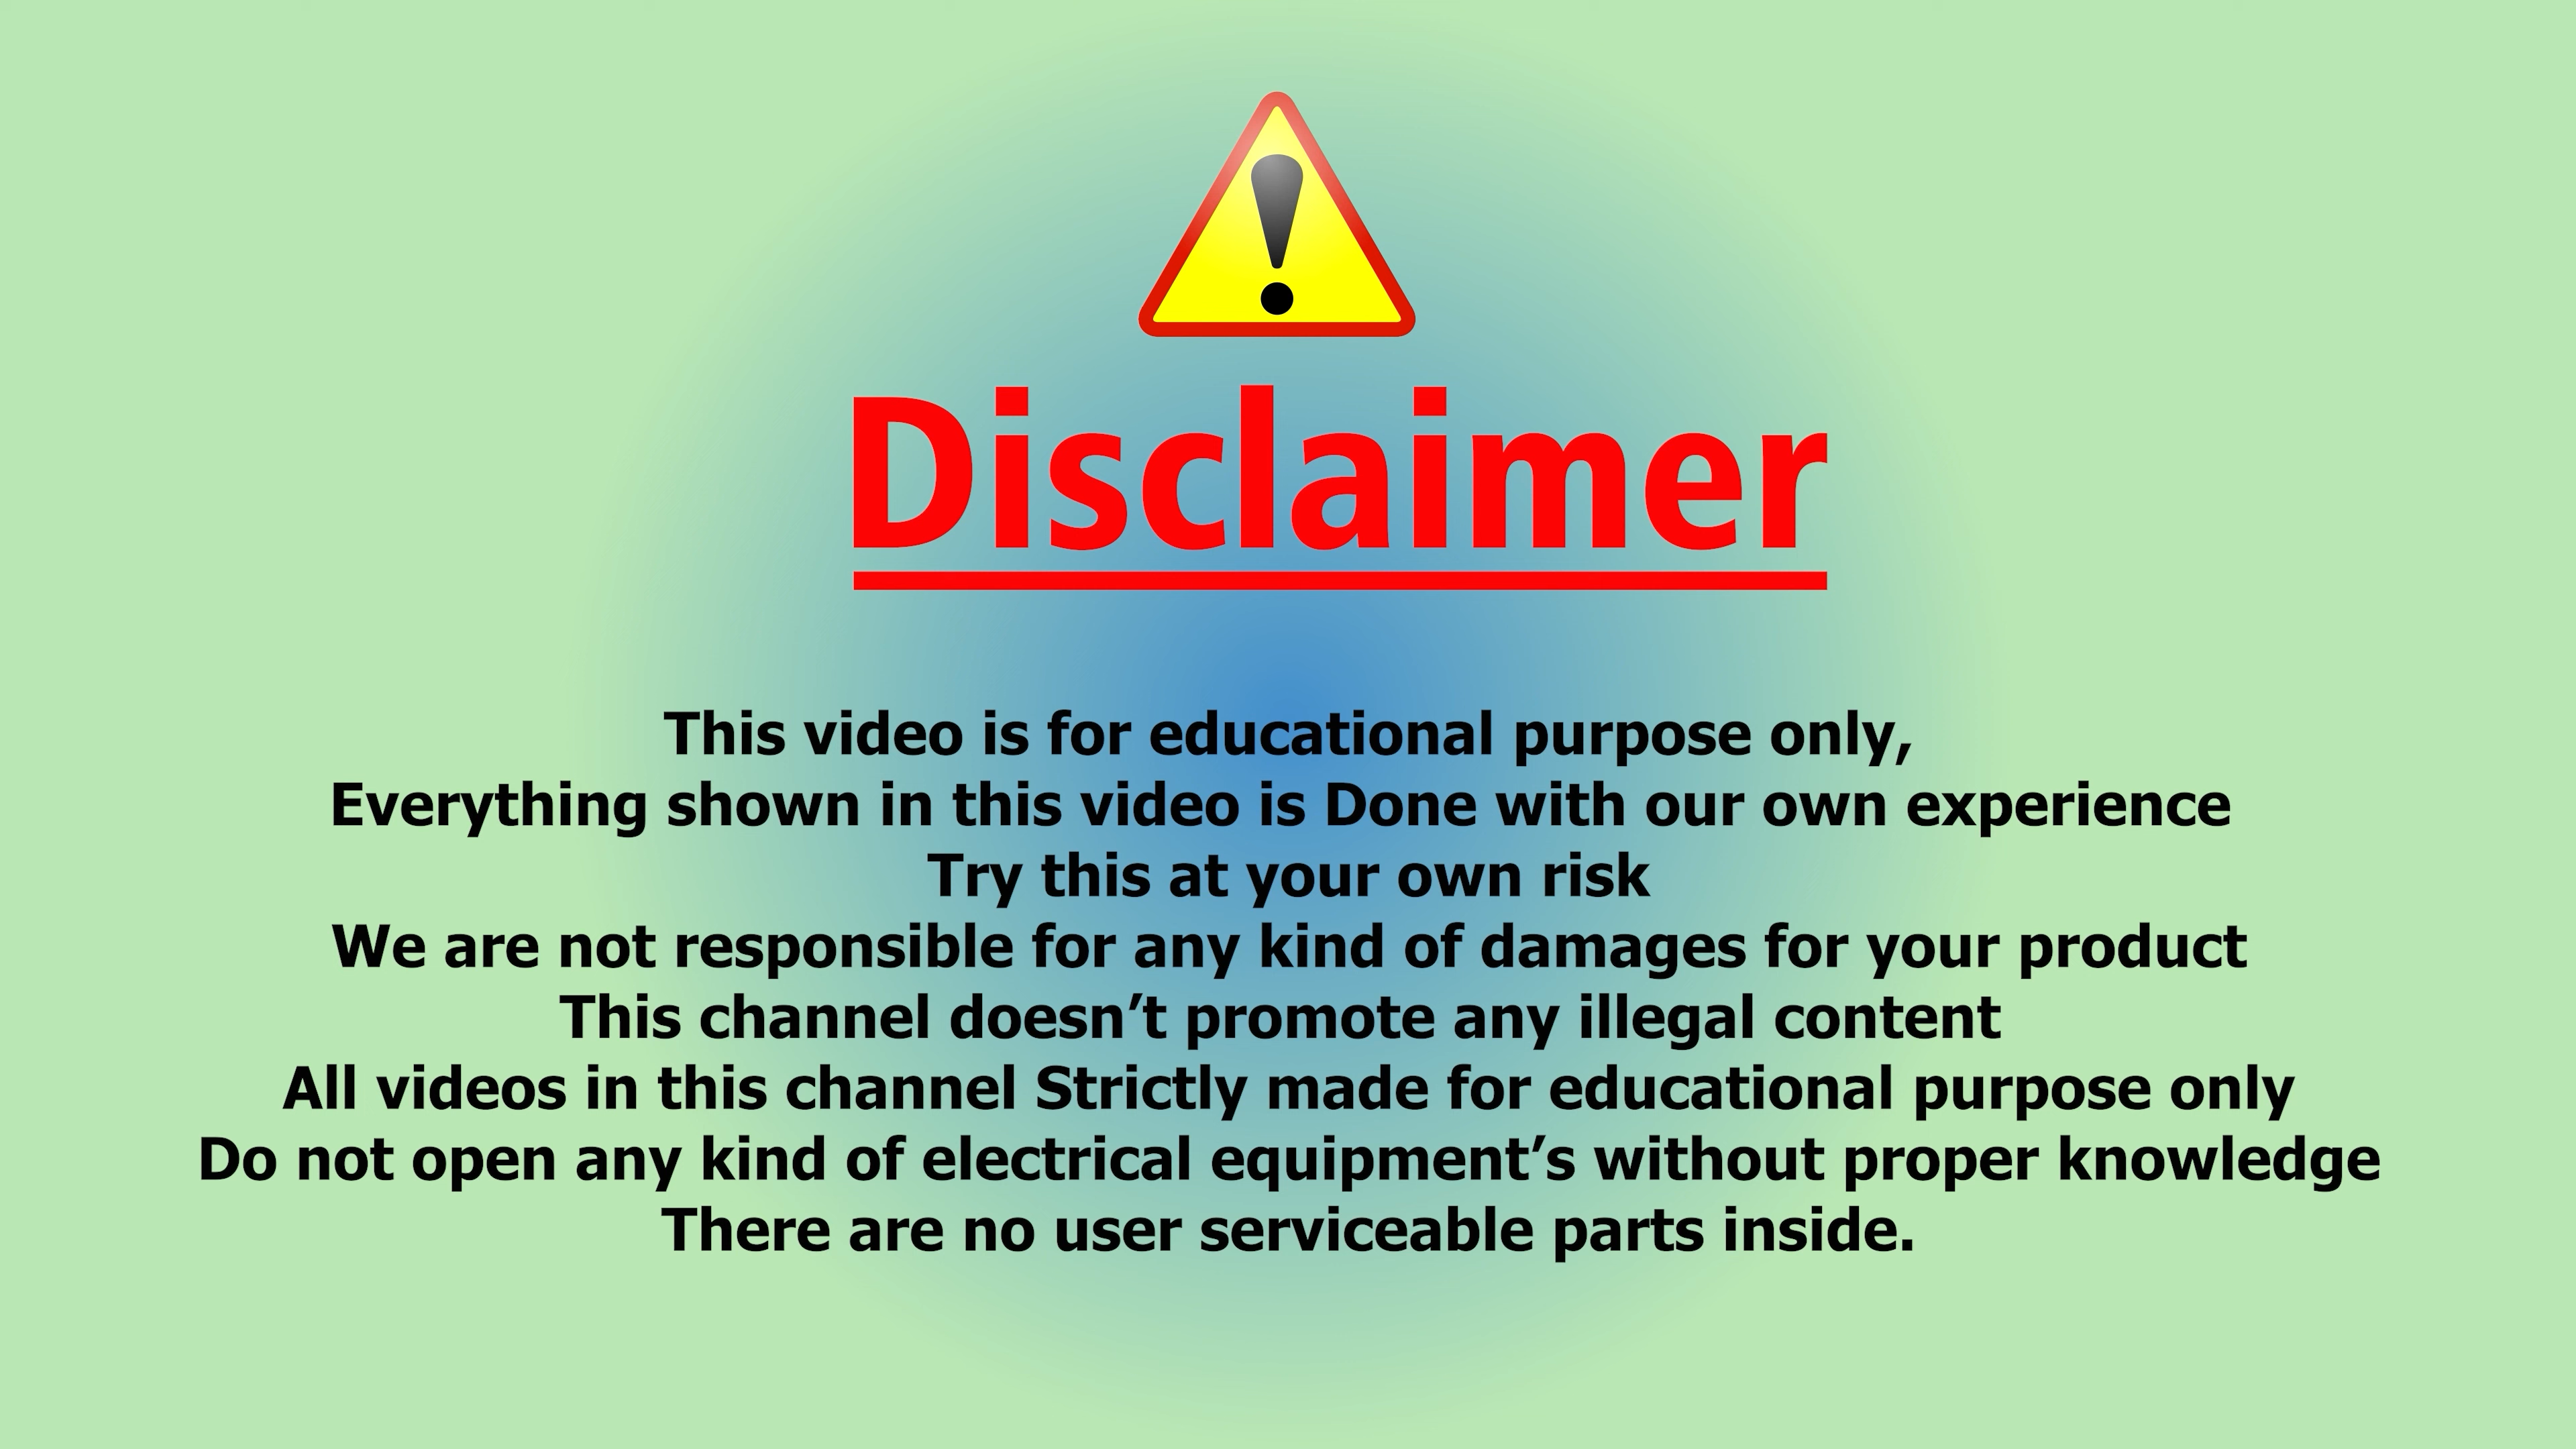 Disclaimer
This video is for educational purpose only,
Everything shown in this video is Done with our own experience
Try this at your own risk
We are not responsible for any kind of damages for your product
This channel doesn’t promote any illegal content
All videos in this channel Strictly made for educational purpose only
Do not open any kind of electrical equipment’s without proper knowledge
There are no user serviceable parts inside.